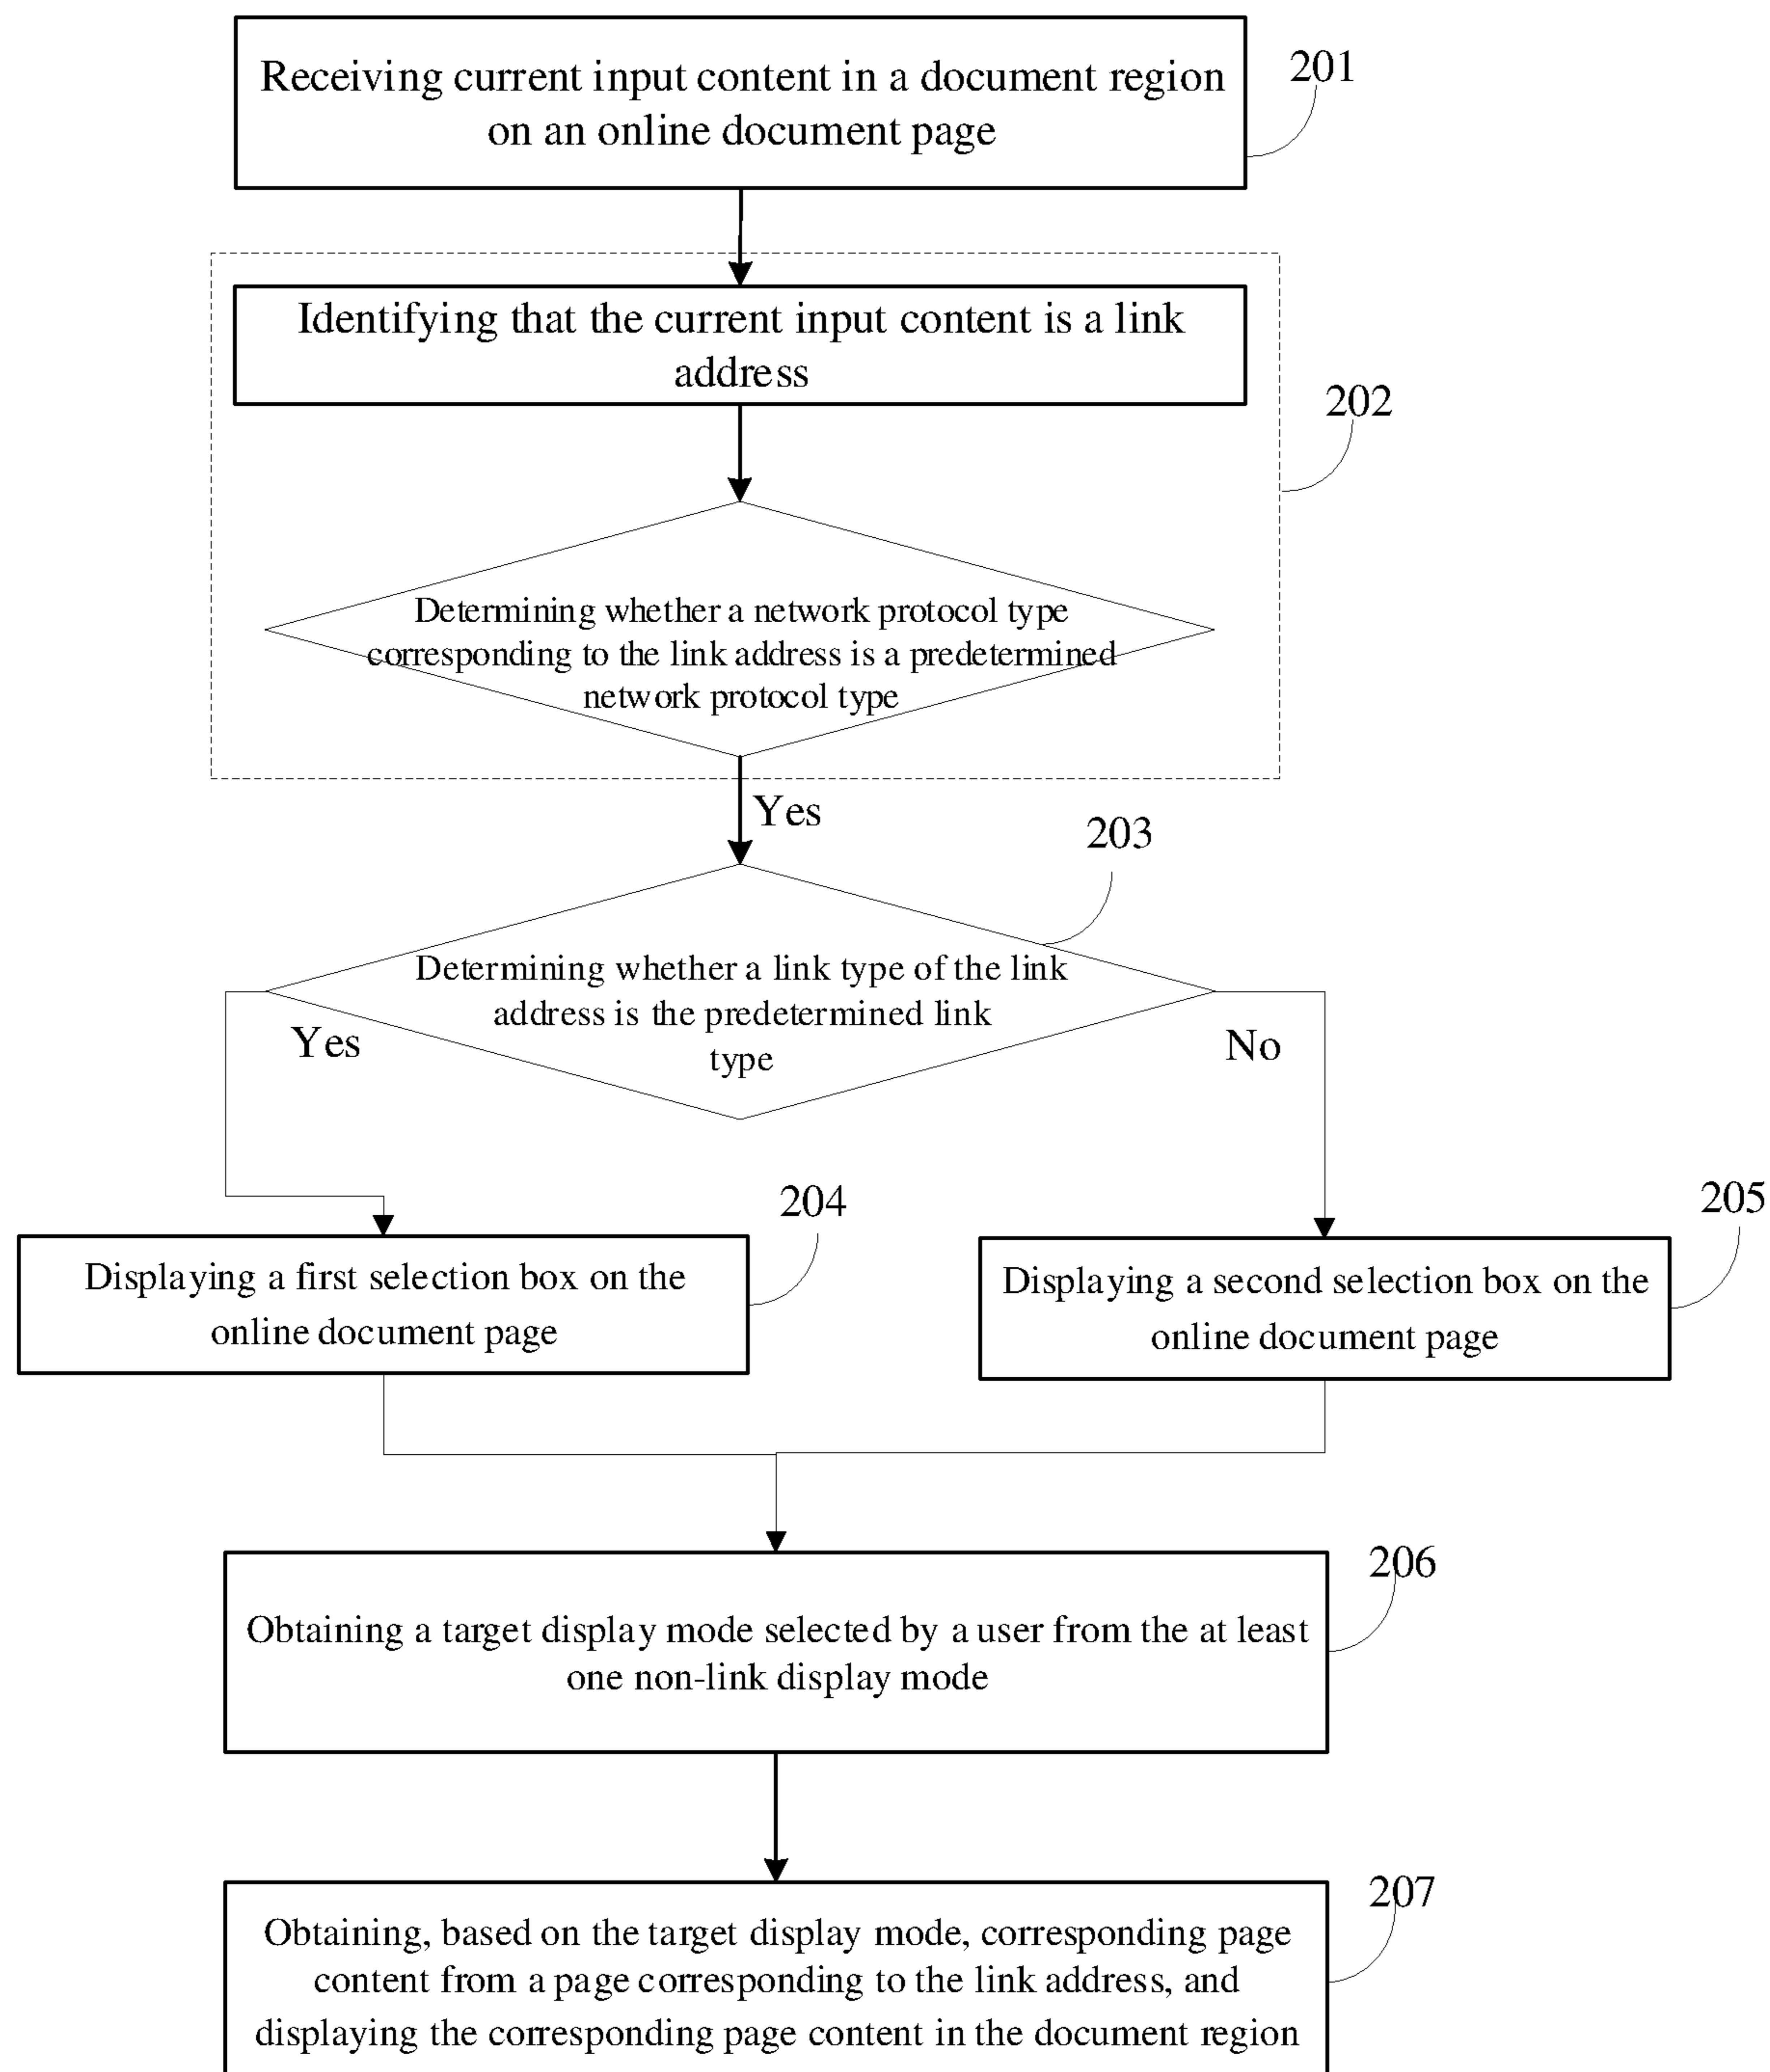 Receiving current input content in a document region
on an online document page
201
Identifying that the current input content is a link
address
202
Determining whether a network protocol type
corresponding to the link address is a predetermined
network protocol type
Yes
203
Determining whether a link type of the link
address is the predetermined link
type
Yes
No
204
205
Displaying a first selection box on the
online document page
Displaying a second selection box on the
online document page
206
Obtaining a target display mode selected by a user from the at least
one non-link display mode
207
Obtaining, based on the target display mode, corresponding page
content from a page corresponding to the link address, and
displaying the corresponding page content in the document region